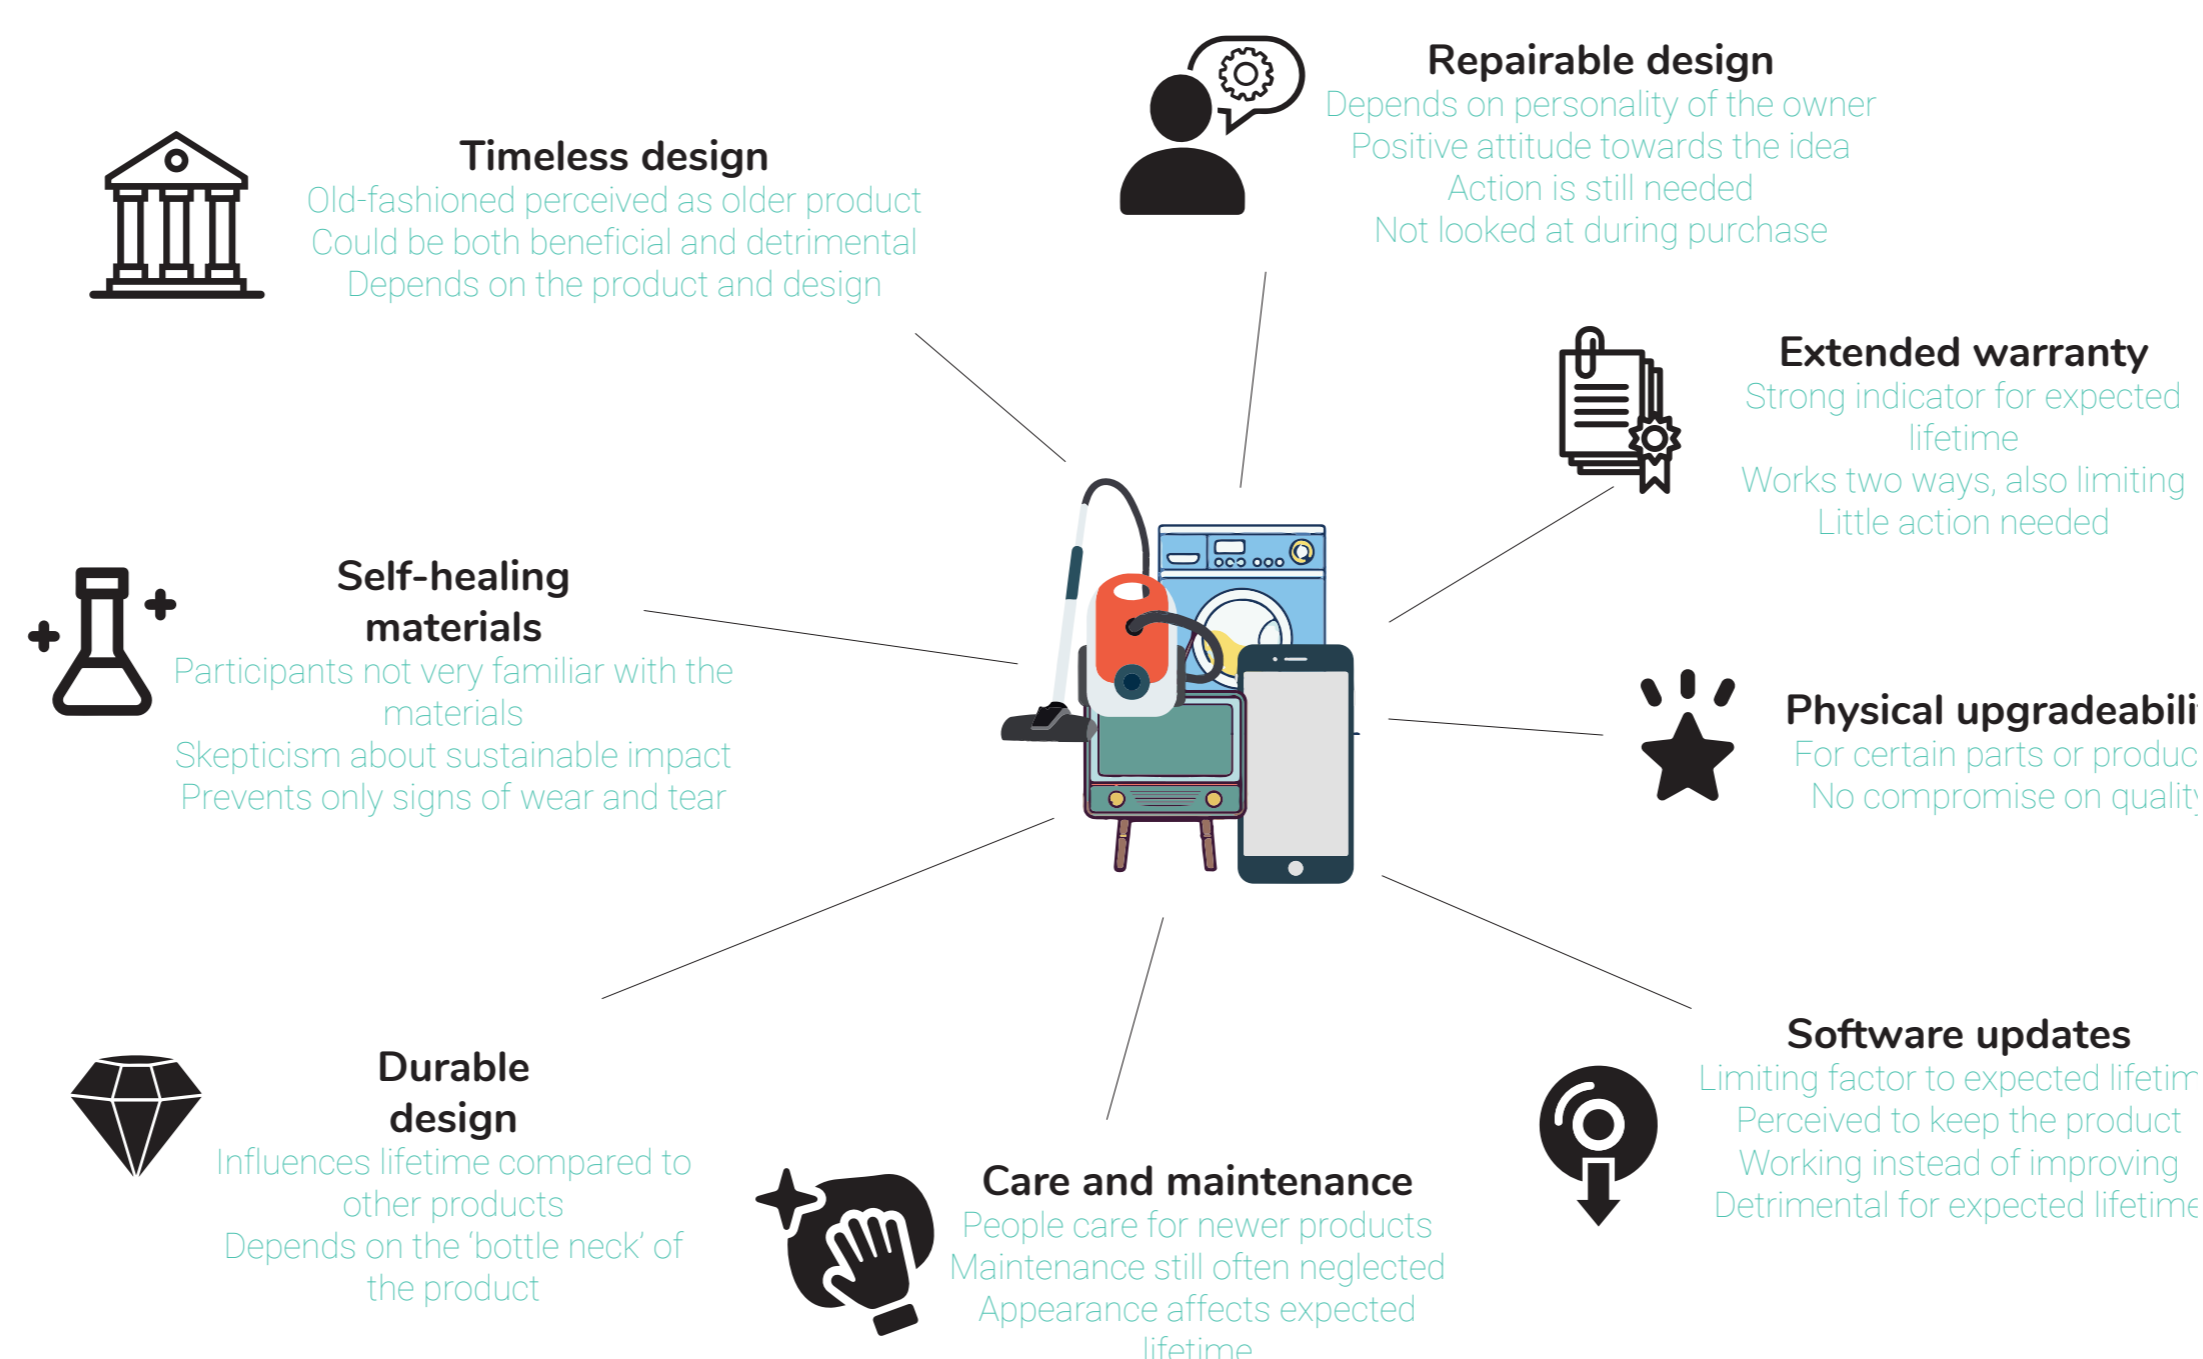 Repairable design
Depends on personality of the owner
Positive attitude towards the idea
Action is still needed
Not looked at during purchase
Timeless design
Old-fashioned perceived as older product
Could be both beneficial and detrimental
Depends on the product and design
Extended warranty
Strong indicator for expected
lifetime
Works two ways, also limiting
Little action needed
Self-healing
materials
Participants not very familiar with the
materials
Skepticism about sustainable impact
Prevents only signs of wear and tear
Physical
For certain parts or
No compromise on quality
Software updates
Limiting factor to expected
Perceived to keep the product
Working instead of improving
Detrimental for expected lifetime
Durable
design
Influences lifetime compared to
other products
Depends on the ‘bottle neck’ of
the product
Care and maintenance
People care for newer products
Maintenance still often neglected
Appearance affects expected
lifetime